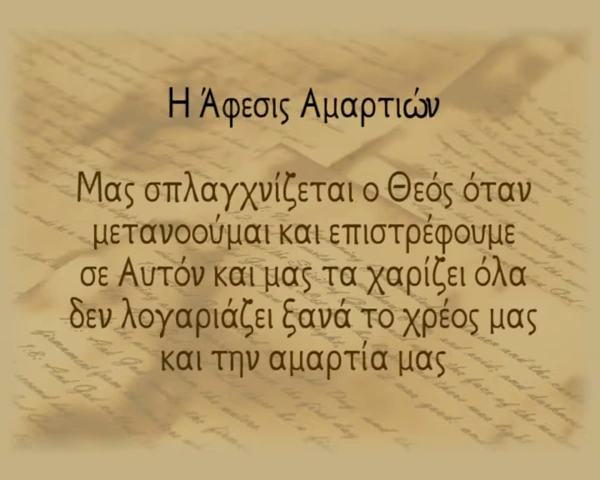 Η Άφεσις Αμαρτιών
Μας σπλαγχνίζεται ο Θεός όταν
μετανοούμαι και επιστρέφουμε
σε Αυτόν και μας τα χαρίζει όλα
δεν λογαριάζει ξανά το χρέος μας
και την αμαρτία μας